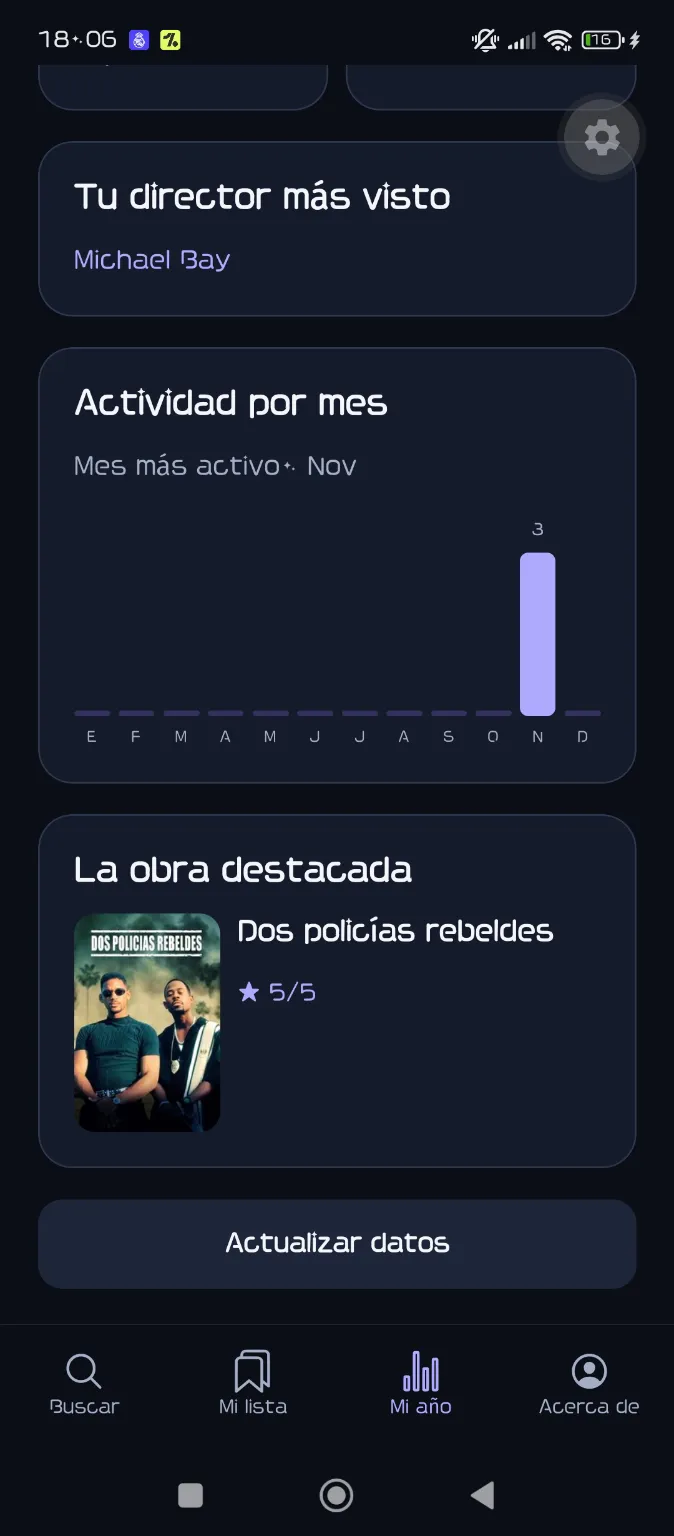 18:06
16
Tu director más visto
Michael Bay
Actividad por mes
Mes más activo: Nov
3
E F M A M J J A S O N D
La obra destacada
DOS POLICIAS REBELDES
Dos policías rebeldes
★ 5/5
Actualizar datos
Buscar
Mi lista
Mi año
Acerca de